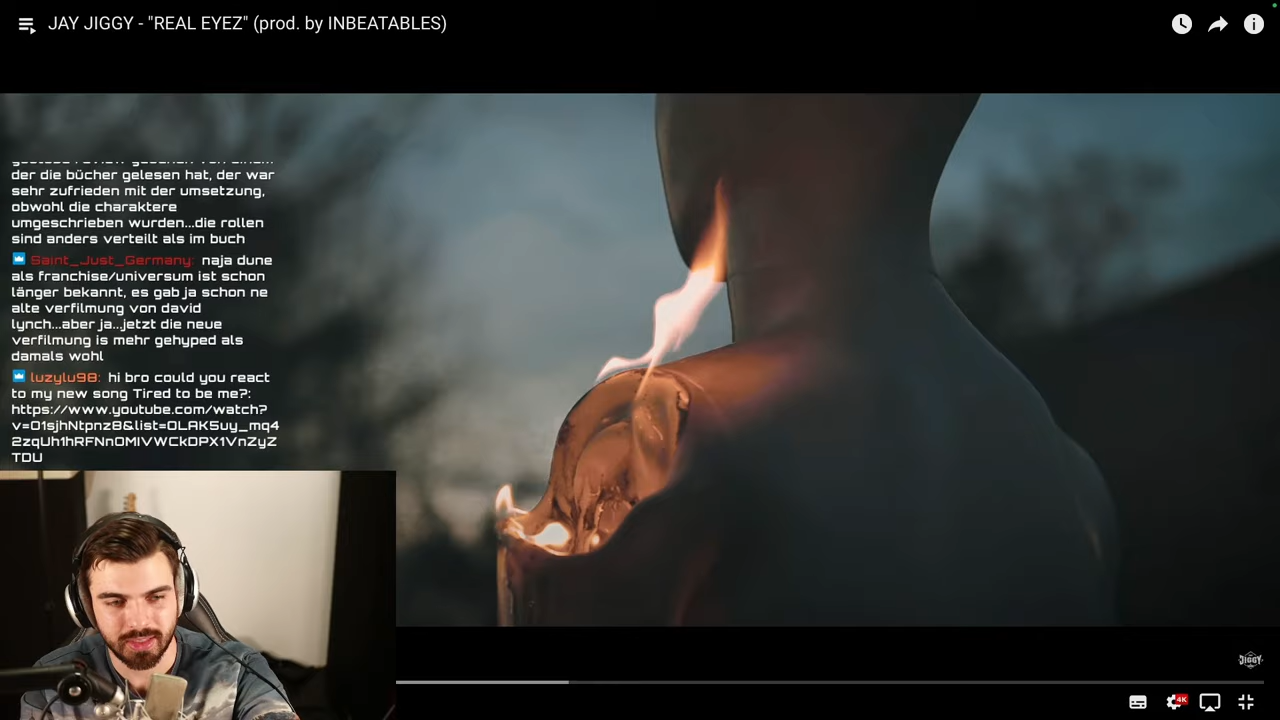 JAY JIGGY - "REAL EYEZ" (prod. by INBEATABLES)
der die bücher gelesen hat, der war
sehr zufrieden mit der umsetzung,
obwohl die charaktere
umgeschrieben wurden...die rollen
sind anders verteilt als im buch
Saint_Just_Germany: naja dune
als franchise/universum ist schon
länger bekannt, es gab ja schon ne
alte verfilmung von david
lynch...aber ja...jetzt die neue
verfilmung is mehr gehyped als
damals wohl
luzylu98: hi bro could you react
to my new song Tired to be me?:
https://www.youtube.com/watch?
v=O1sjhNtpnz8&list=OLAK5uy_mq4
2zqUh1hRFNnOMIVWCkDPX1VnZyZ
TDU
JIGGY
4K